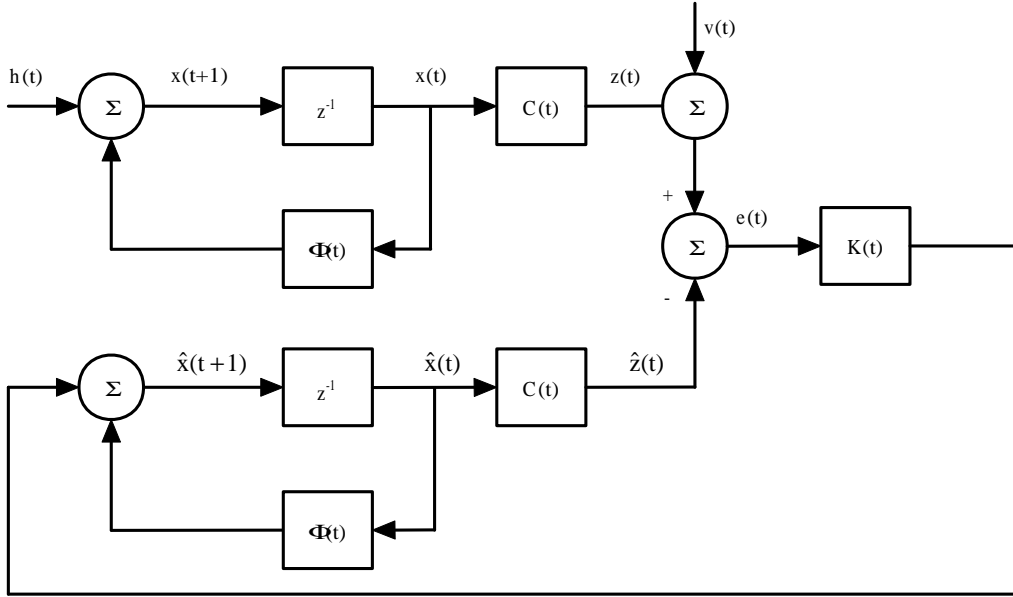 v(t)
h(t)
x(t+1)
x(t)
z(t)
Σ
z⁻¹
C(t)
Σ
+
e(t)
Φ(t)
Σ
K(t)
-
x̂(t+1)
x̂(t)
ẑ(t)
Σ
z⁻¹
C(t)
Φ(t)